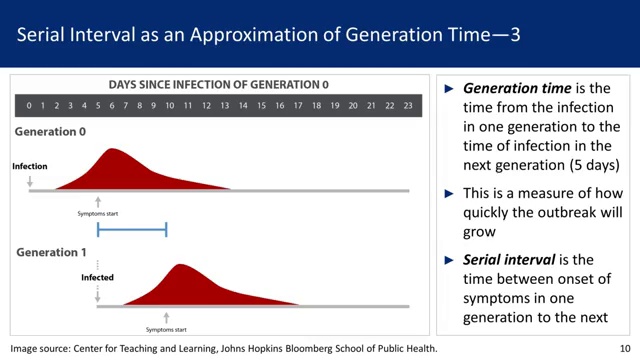 Serial Interval as an Approximation of Generation Time—3
DAYS SINCE INFECTION OF GENERATION 0
0 1 2 3 4 5 6 7 8 9 10 11 12 13 14 15 16 17 18 19 20 21 22 23
Generation 0
Infection
Symptoms start
Generation 1
Infected
Symptoms start
► Generation time is the
time from the infection
in one generation to the
time of infection in the
next generation (5 days)
► This is a measure of how
quickly the outbreak will
grow
► Serial interval is the
time between onset of
symptoms in one
generation to the next
Image source: Center for Teaching and Learning, Johns Hopkins Bloomberg School of Public Health.
10